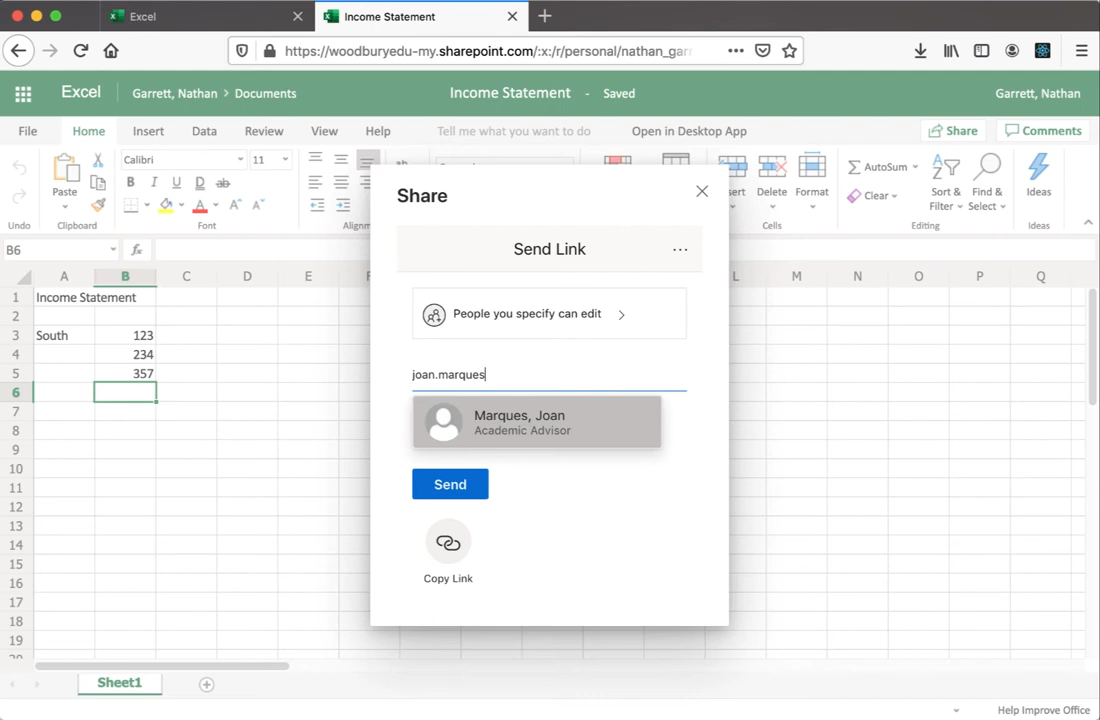 Excel
Income Statement
https://woodburyedu-my.sharepoint.com/:x:/r/personal/nathan_garr
Excel
Garrett, Nathan > Documents
Income Statement - Saved
Garrett, Nathan
File Home Insert Data Review View Help Tell me what you want to do Open in Desktop App Share Comments
Calibri 11
ab
AutoSum
Paste
B I U D ab
Delete Format
Clear
Sort & Filter
Find & Select
Ideas
A A A
Undo Clipboard Font Cells Editing Ideas
B6 fx
A B C D E F L M N O P Q
1 Income Statement
2
3 South 123
4 234
5 357
6
7
8
9
10
11
12
13
14
15
16
17
18
19
Share
Send Link
People you specify can edit
joan.marques
Marques, Joan
Academic Advisor
Send
Copy Link
Sheet1
Help Improve Office